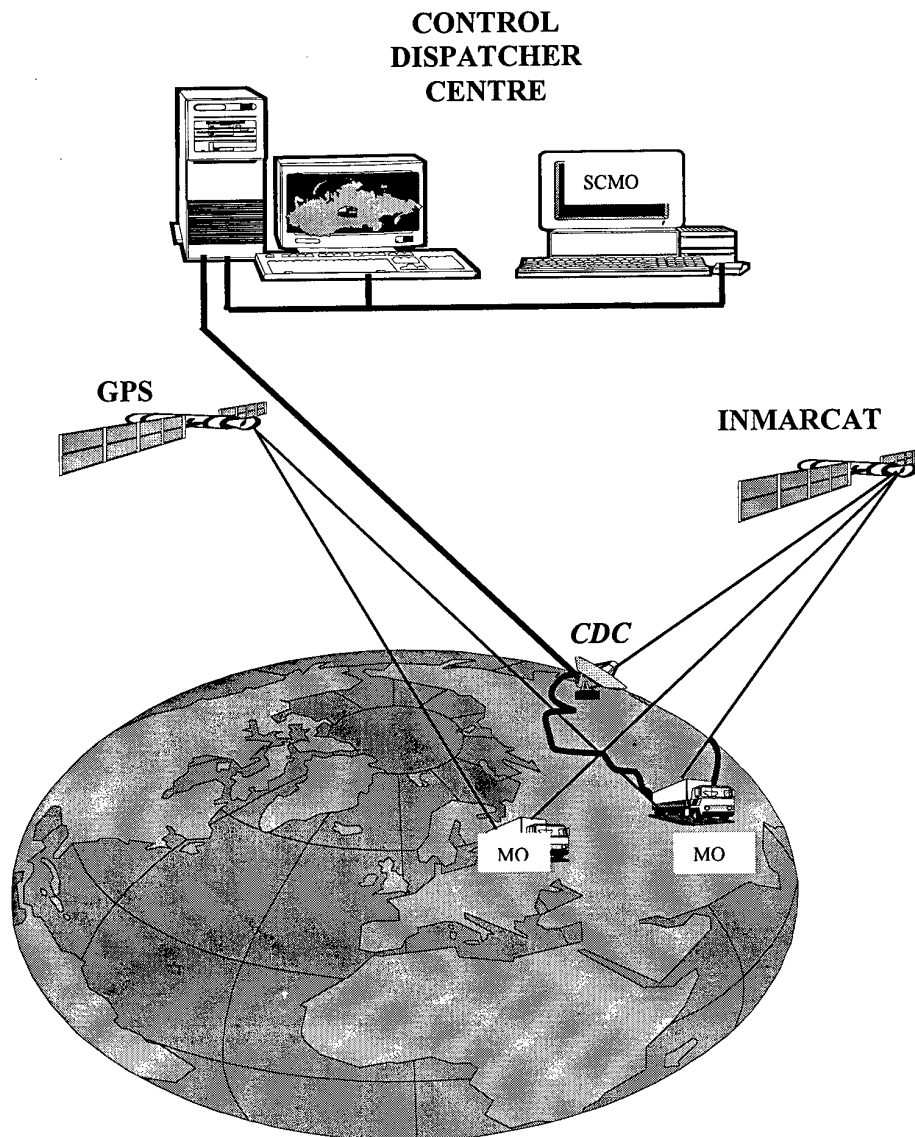 CONTROL
DISPATCHER
CENTRE
SCMO
GPS
INMARCAT
CDC
MO
MO